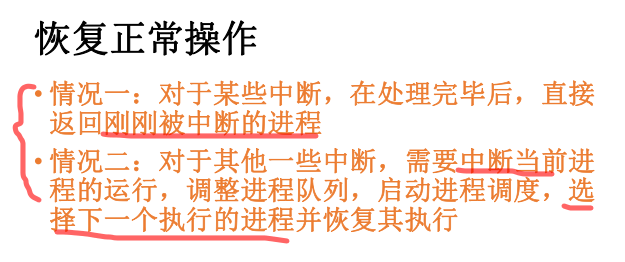 恢复正常操作
•情况一：对于某些中断，在处理完毕后，直接
返回刚刚被中断的进程
•情况二：对于其他一些中断，需要中断当前进
程的运行，调整进程队列，启动进程调度，选
择下一个执行的进程并恢复其执行